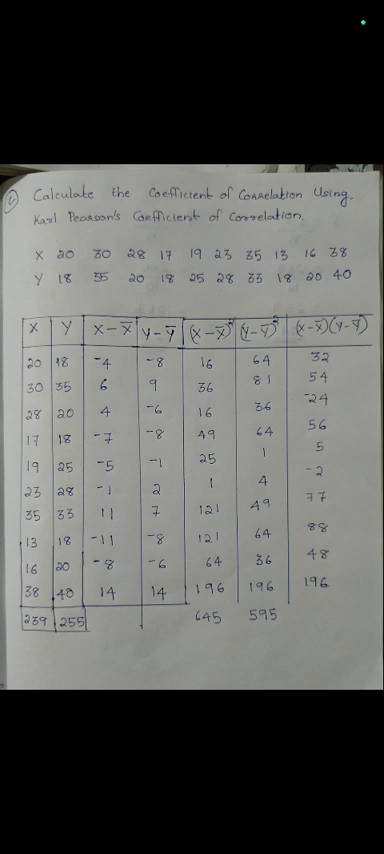 2) Calculate the Coefficient of Correlation Using.
Karl Pearson's Coefficient of Correlation.
X 20 30 28 17 19 23 35 13 16 38
Y 18 35 20 18 25 28 33 18 20 40
X Y X - X̅ Y - Y̅ (X - X̅)² (Y - Y̅)² (X - X̅)(Y - Y̅)
20 18 -4 -8 16 64 32
30 35 6 9 36 81 54
28 20 4 -6 16 36 -24
17 18 -7 -8 49 64 56
19 25 -5 -1 25 1 5
23 28 -1 2 1 4 -2
35 33 11 7 121 49 77
13 18 -11 -8 121 64 88
16 20 -8 -6 64 36 48
38 40 14 14 196 196 196
239 255 645 595